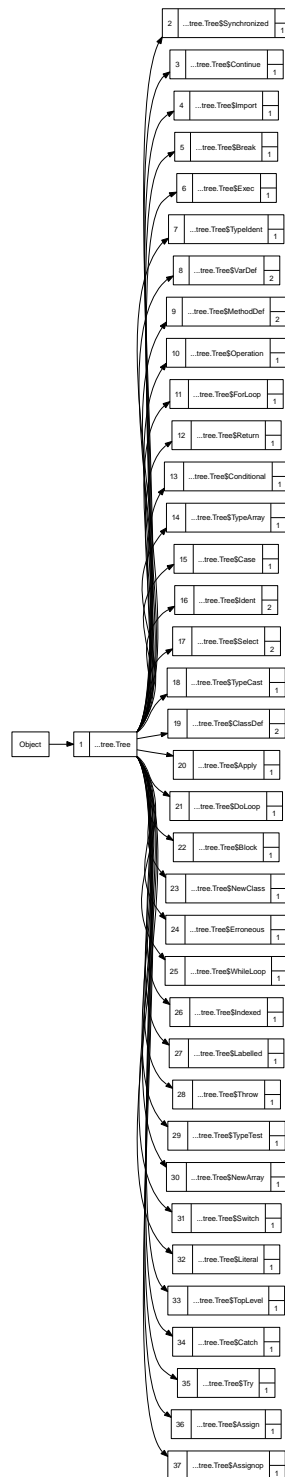 2 ...tree.Tree$Synchronized 1
3 ...tree.Tree$Continue 1
4 ...tree.Tree$Import 1
5 ...tree.Tree$Break 1
6 ...tree.Tree$Exec 1
7 ...tree.Tree$TypeIdent 1
8 ...tree.Tree$VarDef 2
9 ...tree.Tree$MethodDef 2
10 ...tree.Tree$Operation 1
11 ...tree.Tree$ForLoop 1
12 ...tree.Tree$Return 1
13 ...tree.Tree$Conditional 1
14 ...tree.Tree$TypeArray 1
15 ...tree.Tree$Case 1
16 ...tree.Tree$Ident 2
17 ...tree.Tree$Select 2
18 ...tree.Tree$TypeCast 1
19 ...tree.Tree$ClassDef 2
Object 1 ...tree.Tree
20 ...tree.Tree$Apply 1
21 ...tree.Tree$DoLoop 1
22 ...tree.Tree$Block 1
23 ...tree.Tree$NewClass 1
24 ...tree.Tree$Erroneous 1
25 ...tree.Tree$WhileLoop 1
26 ...tree.Tree$Indexed 1
27 ...tree.Tree$Labelled 1
28 ...tree.Tree$Throw 1
29 ...tree.Tree$TypeTest 1
30 ...tree.Tree$NewArray 1
31 ...tree.Tree$Switch 1
32 ...tree.Tree$Literal 1
33 ...tree.Tree$TopLevel 1
34 ...tree.Tree$Catch 1
35 ...tree.Tree$Try 1
36 ...tree.Tree$Assign 1
37 ...tree.Tree$Assignop 1